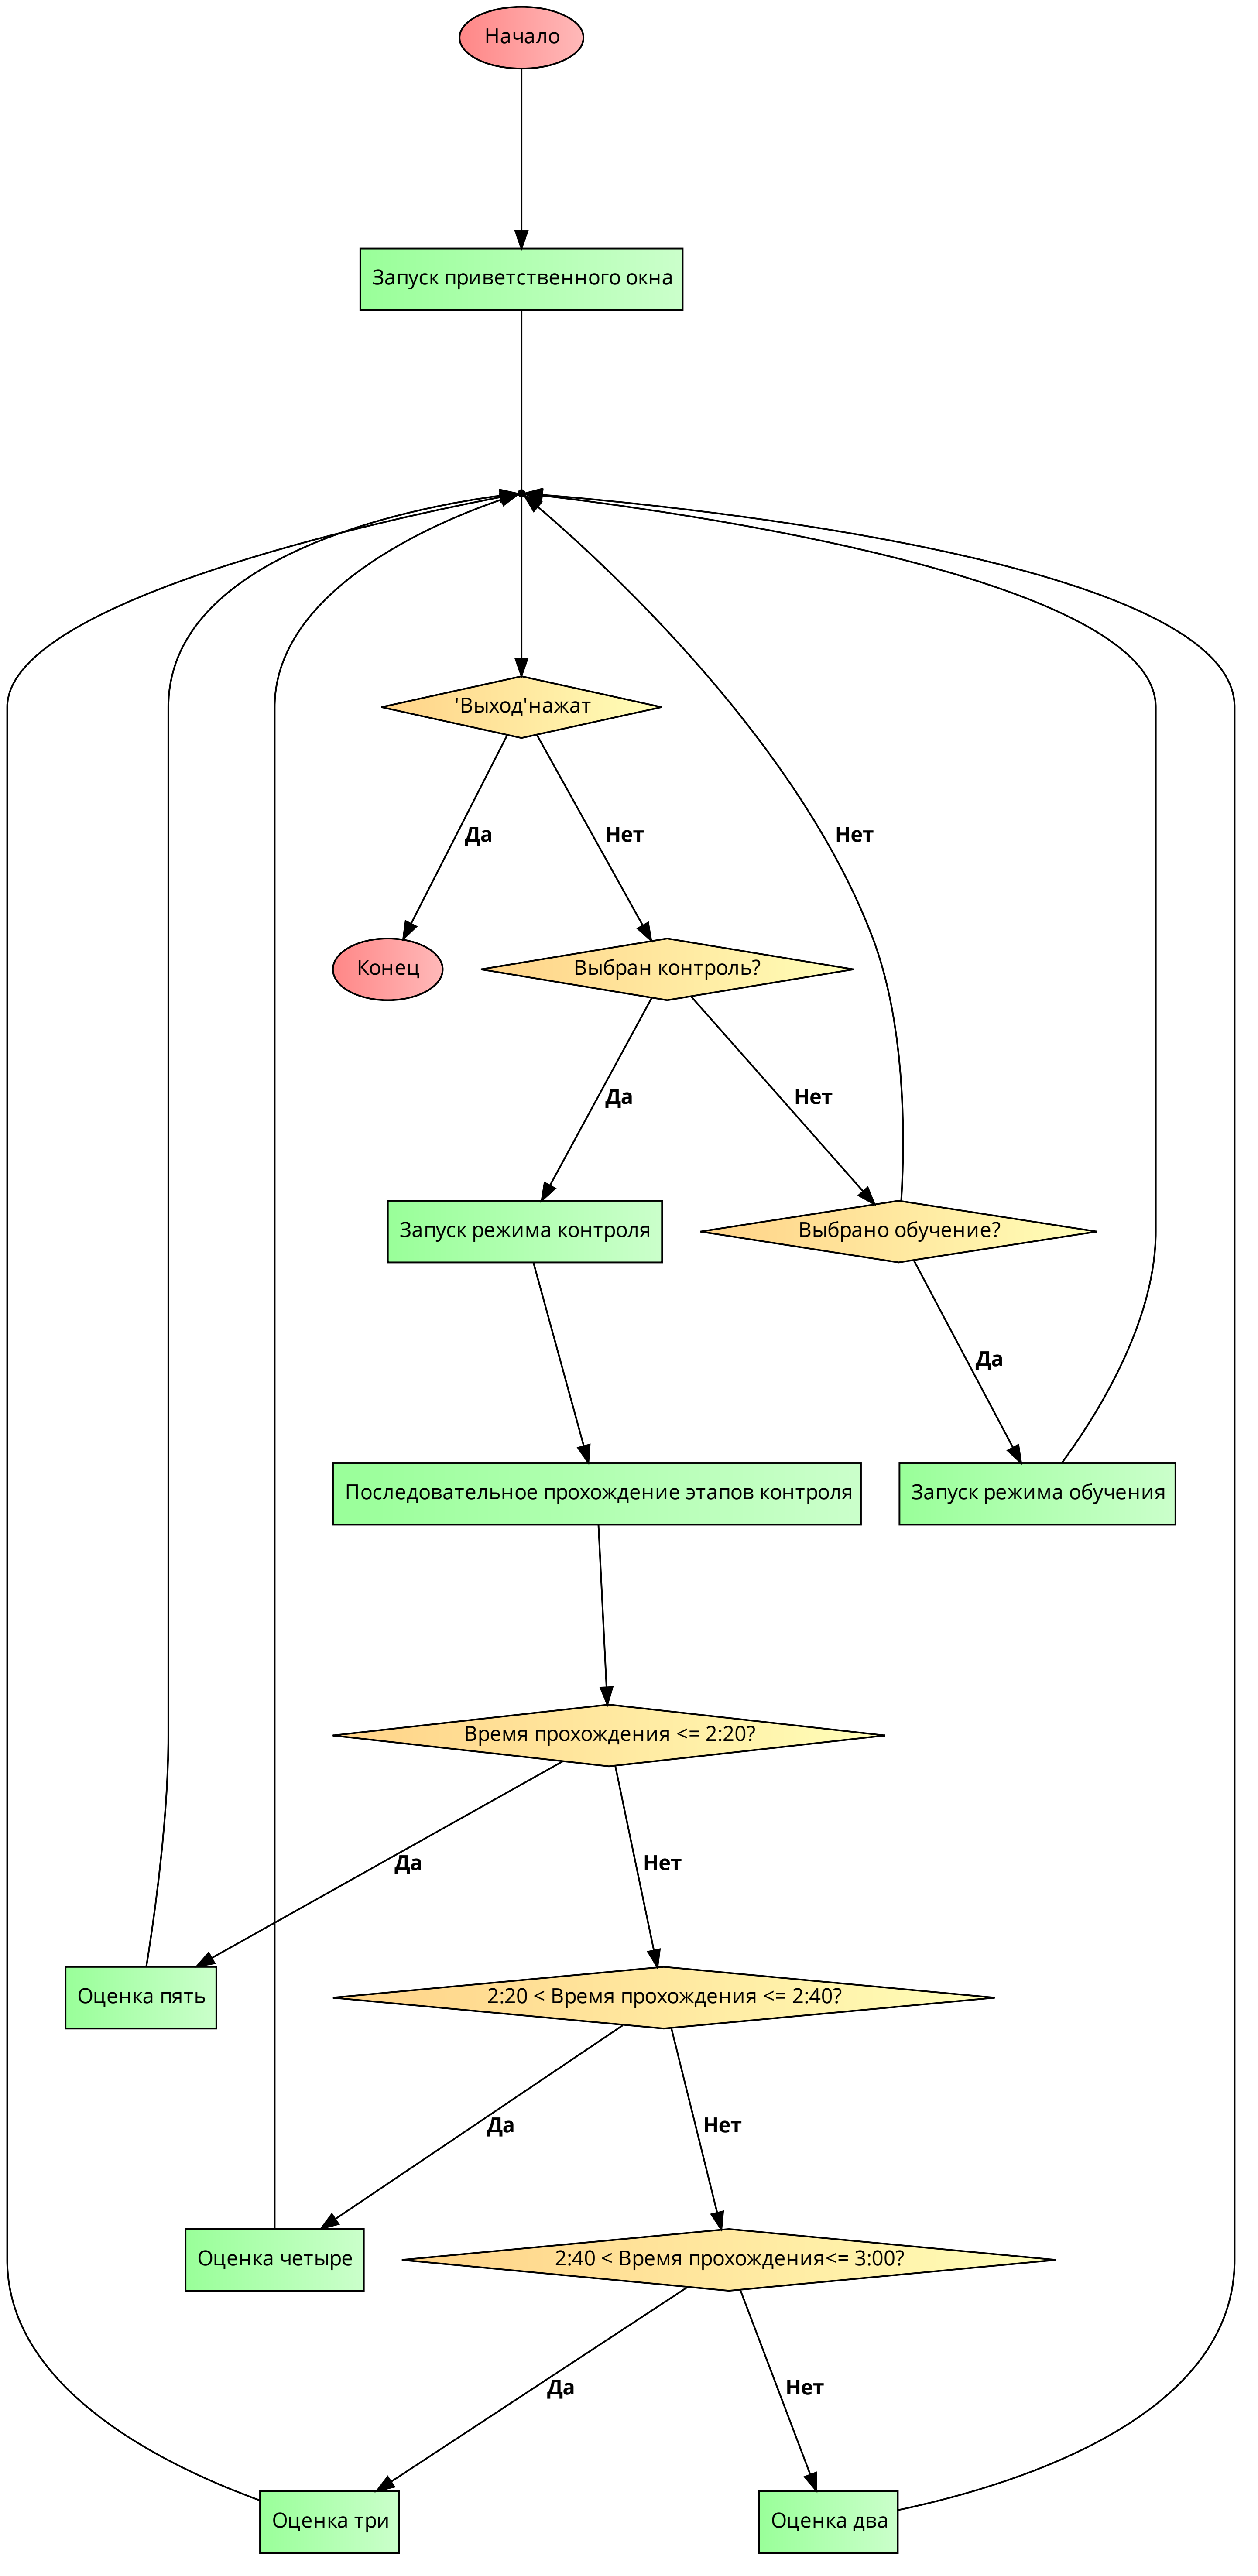 Начало
Запуск приветственного окна
'Выход'нажат
Да
Нет
Нет
Конец
Выбран контроль?
Да
Нет
Запуск режима контроля
Выбрано обучение?
Да
Последовательное прохождение этапов контроля
Запуск режима обучения
Время прохождения <= 2:20?
Да
Нет
Оценка пять
2:20 < Время прохождения <= 2:40?
Да
Нет
Оценка четыре
2:40 < Время прохождения<= 3:00?
Да
Нет
Оценка три
Оценка два